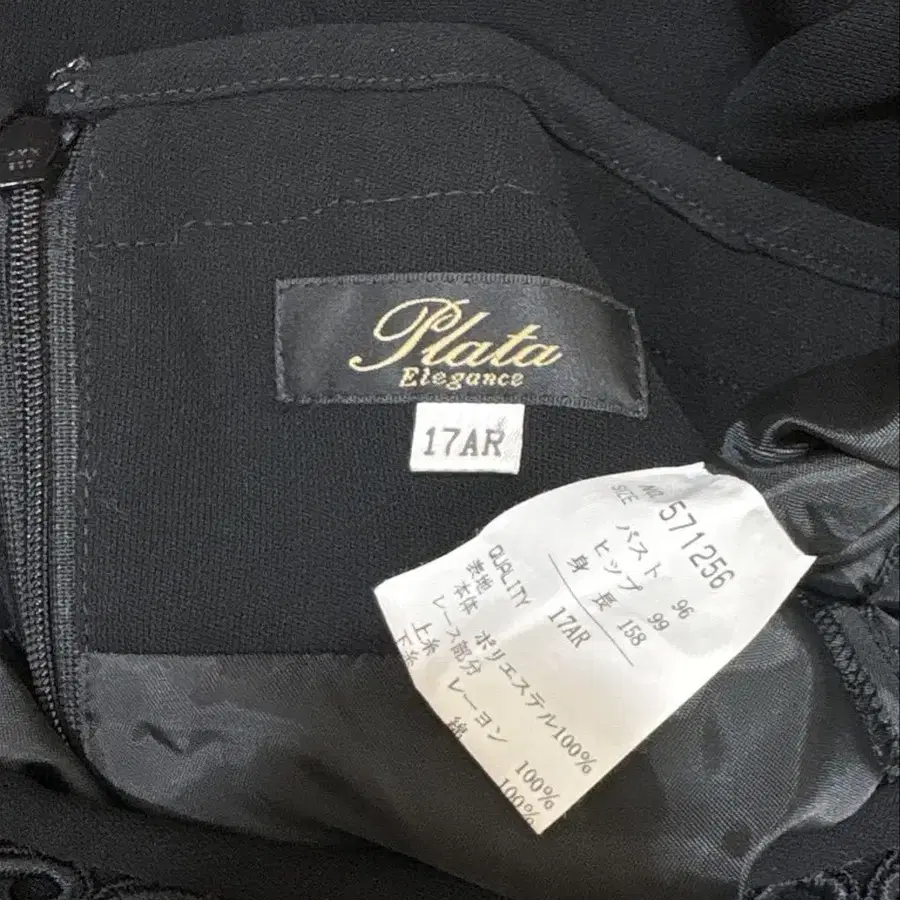 Plata
Elegance
17AR
NO. 571256
SIZE
バスト 96
ヒップ 99
身長 158
17AR
QUALITY
表地
本体 ポリエステル100%
レース部分
上糸 レーヨン 100%
下糸 綿 100%